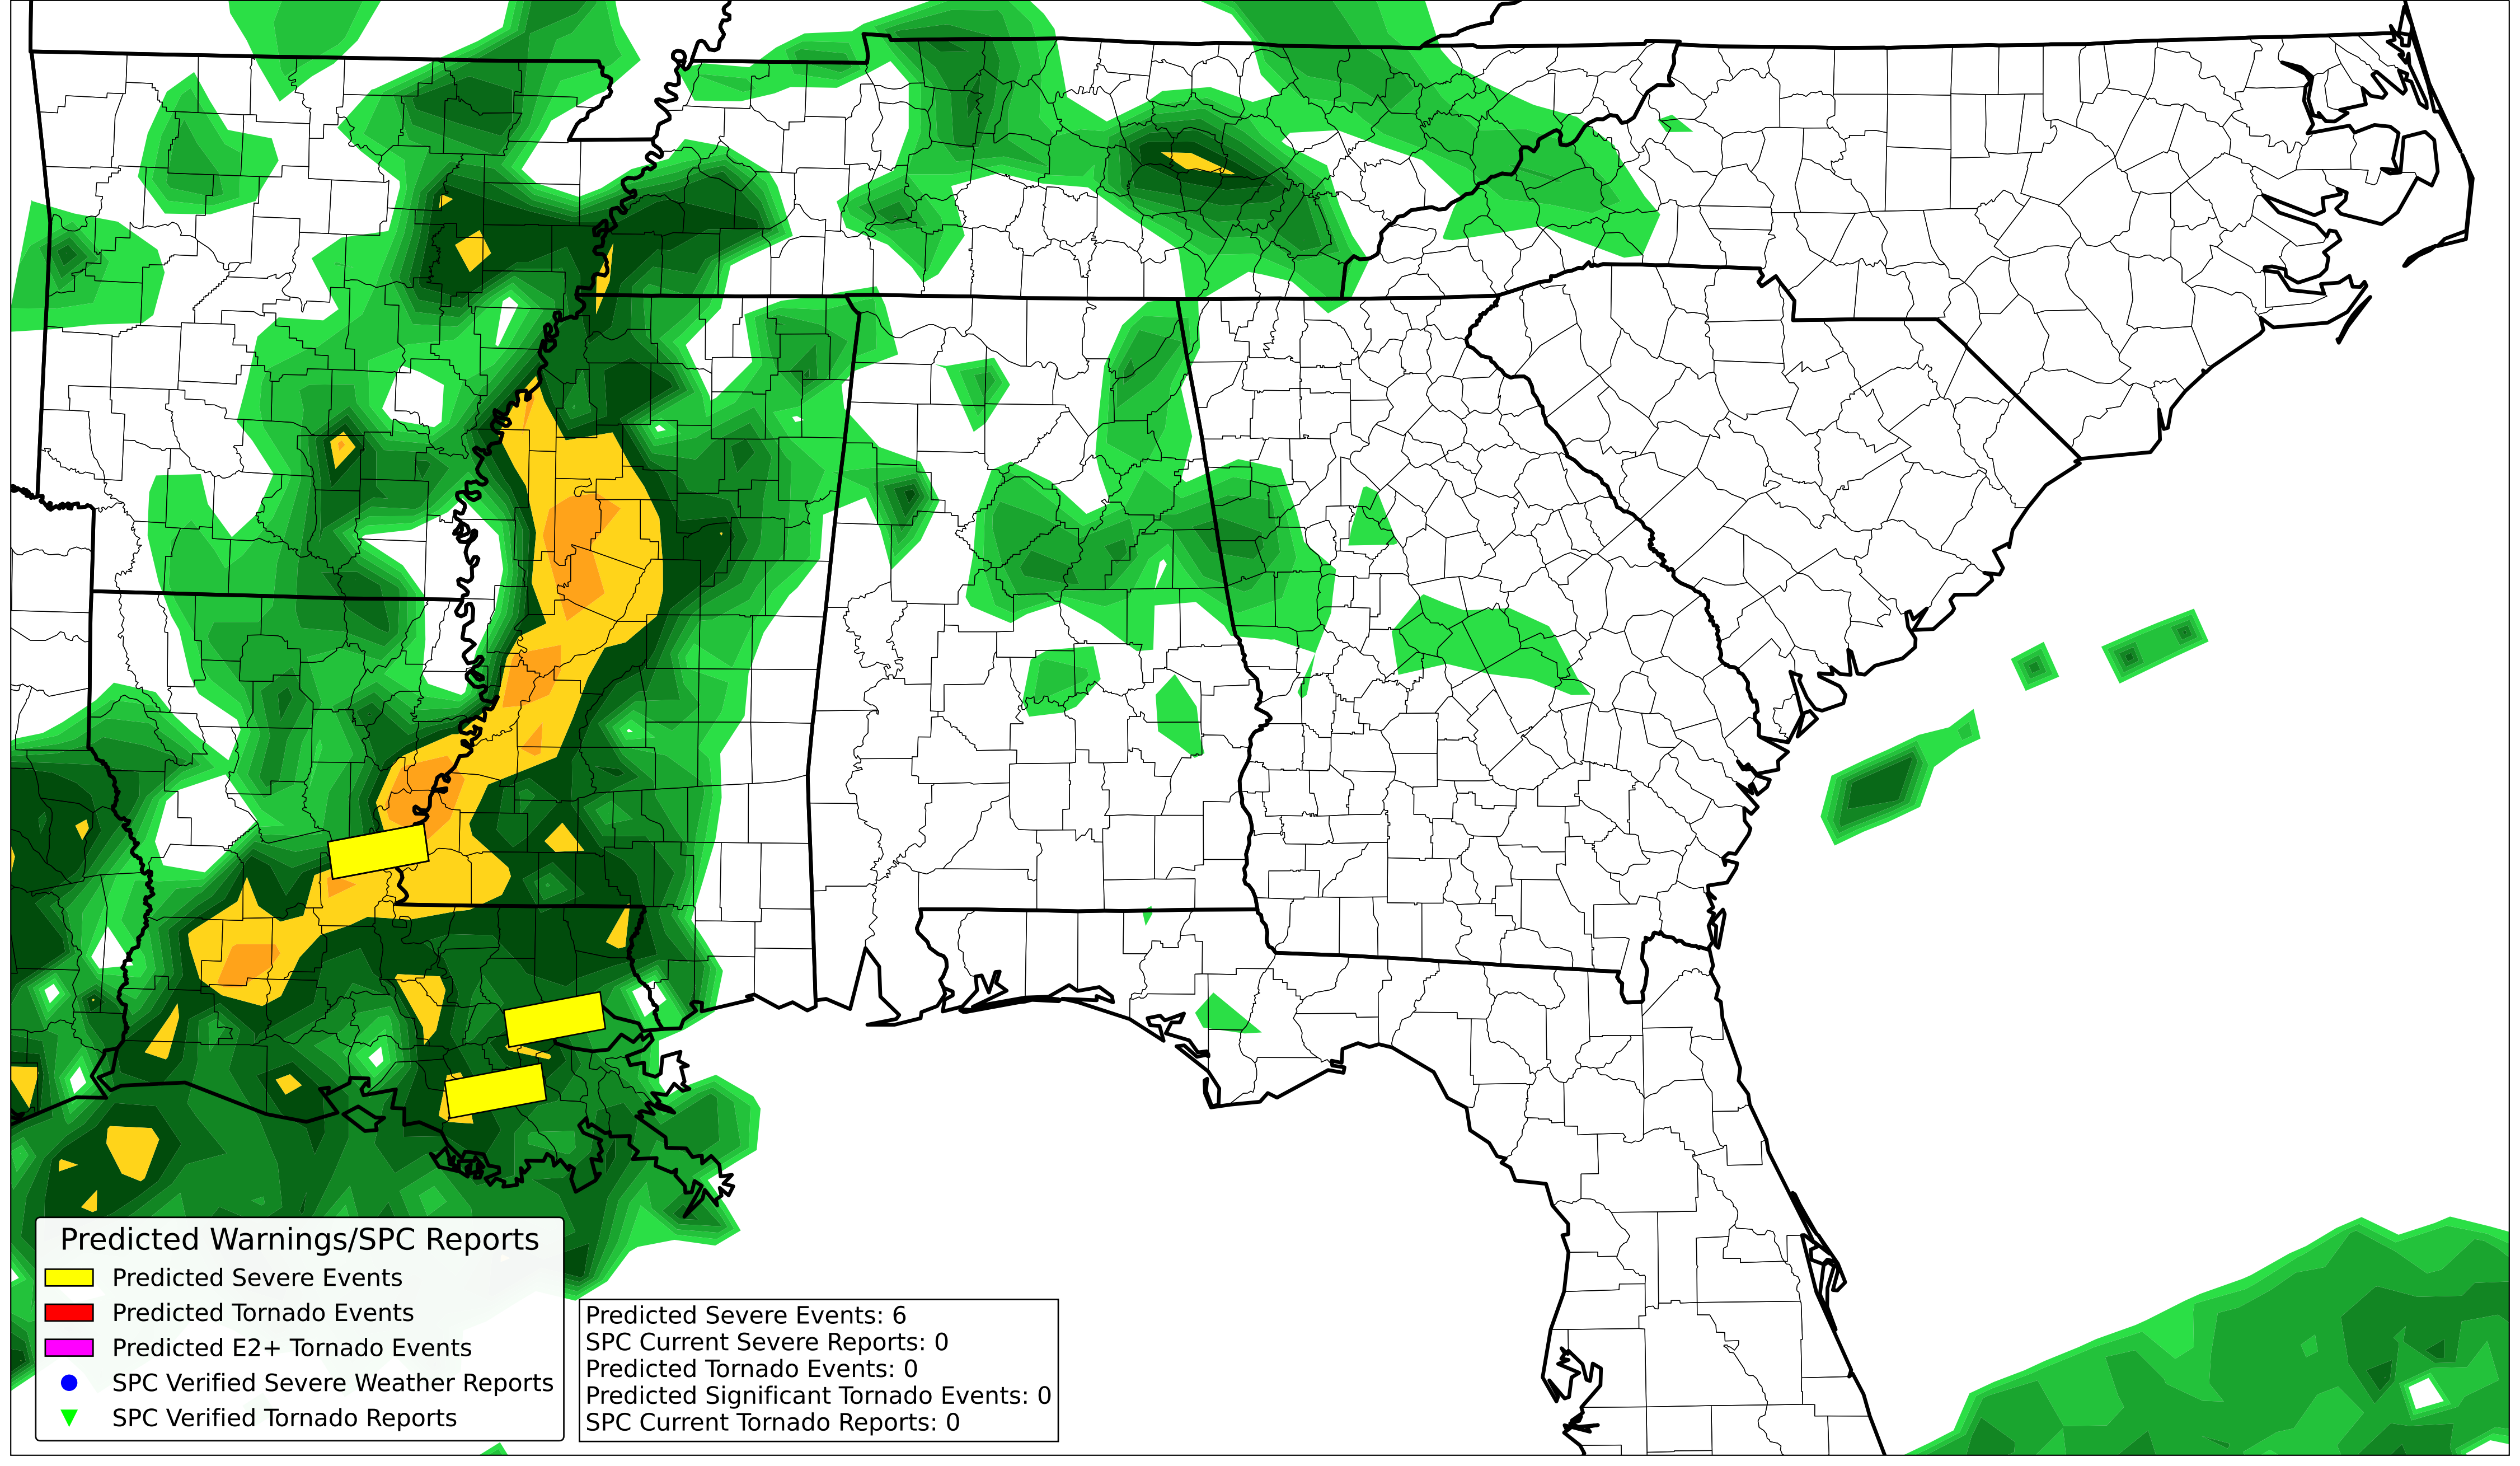 Predicted Warnings/SPC Reports
Predicted Severe Events
Predicted Tornado Events
Predicted E2+ Tornado Events
SPC Verified Severe Weather Reports
SPC Verified Tornado Reports
Predicted Severe Events: 6
SPC Current Severe Reports: 0
Predicted Tornado Events: 0
Predicted Significant Tornado Events: 0
SPC Current Tornado Reports: 0